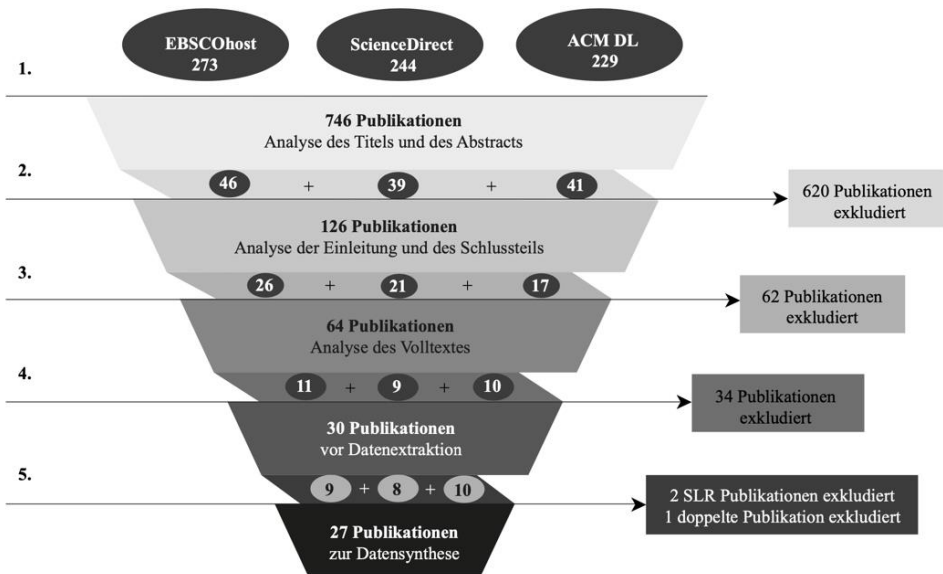 1.
EBSCOhost
273
ScienceDirect
244
ACM DL
229
746 Publikationen
Analyse des Titels und des Abstracts
2.
46 + 39 + 41
620 Publikationen
exkludiert
126 Publikationen
Analyse der Einleitung und des Schlussteils
3.
26 + 21 + 17
62 Publikationen
exkludiert
64 Publikationen
Analyse des Volltextes
4.
11 + 9 + 10
34 Publikationen
exkludiert
30 Publikationen
vor Datenextraktion
5.
9 + 8 + 10
2 SLR Publikationen exkludiert
1 doppelte Publikation exkludiert
27 Publikationen
zur Datensynthese